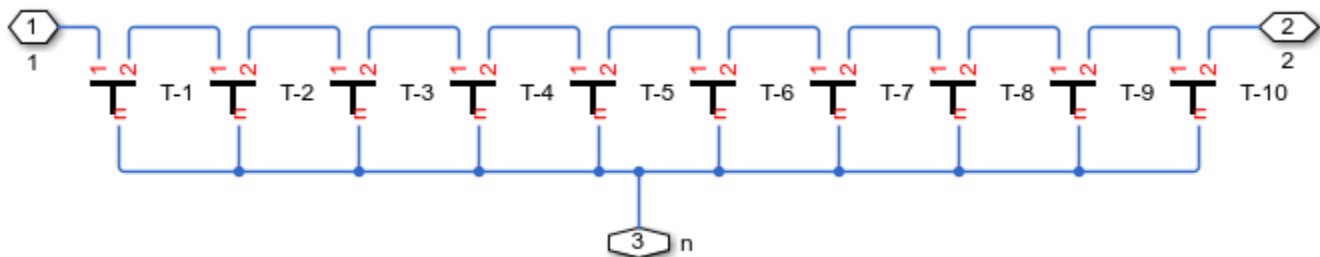 1 2
1 2
1 2 1 2 1 2 1 2 1 2 1 2 1 2 1 2 1 2 1 2
T-1 T-2 T-3 T-4 T-5 T-6 T-7 T-8 T-9 T-10
n n n n n n n n n n
3 n